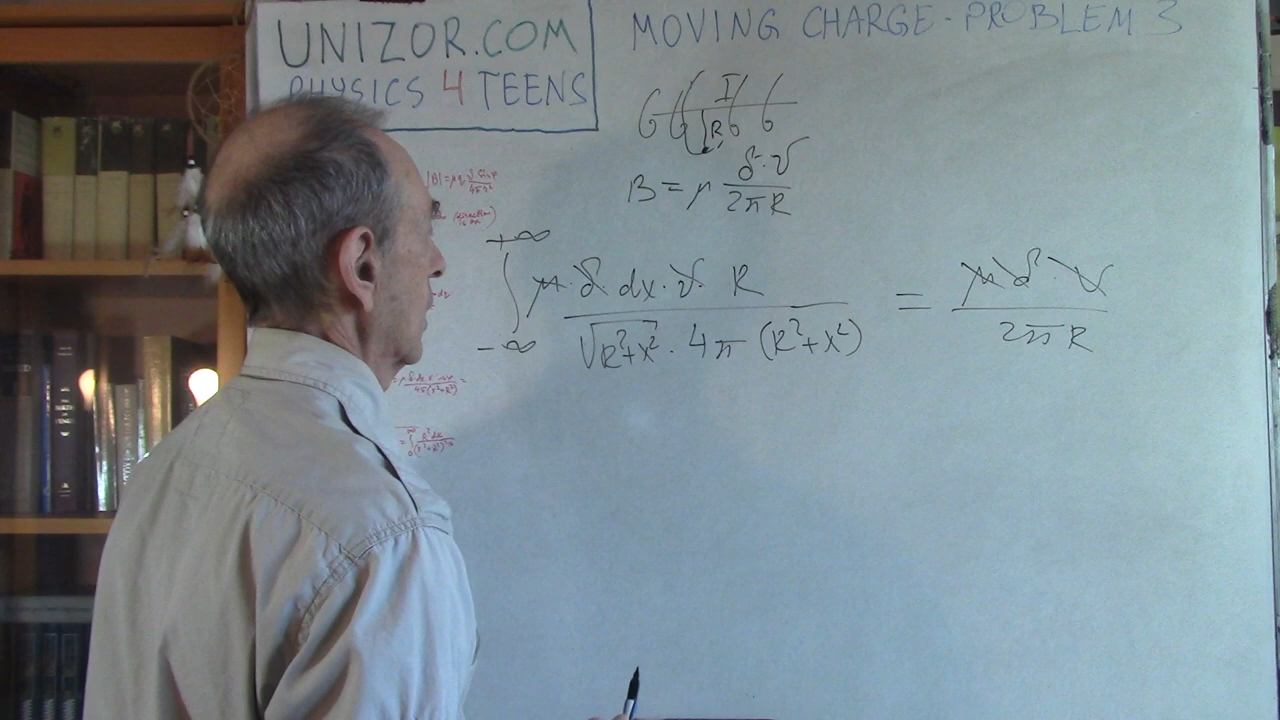 UNIZOR.COM
PHYSICS 4 TEENS
MOVING CHARGE - PROBLEM 3
I
R
B = μ δ·v / 2πR
+∞
∫ μ·δ·dx·v·R / √R²+x² · 4π (R²+x²) = μ·δ·v / 2πR
-∞